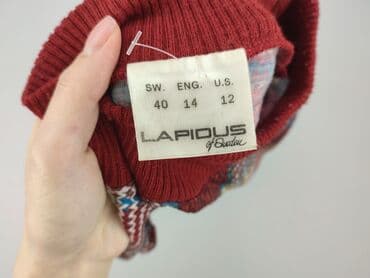 SW. ENG. U.S.
40 14 12
LAPIDUS
of Sweden